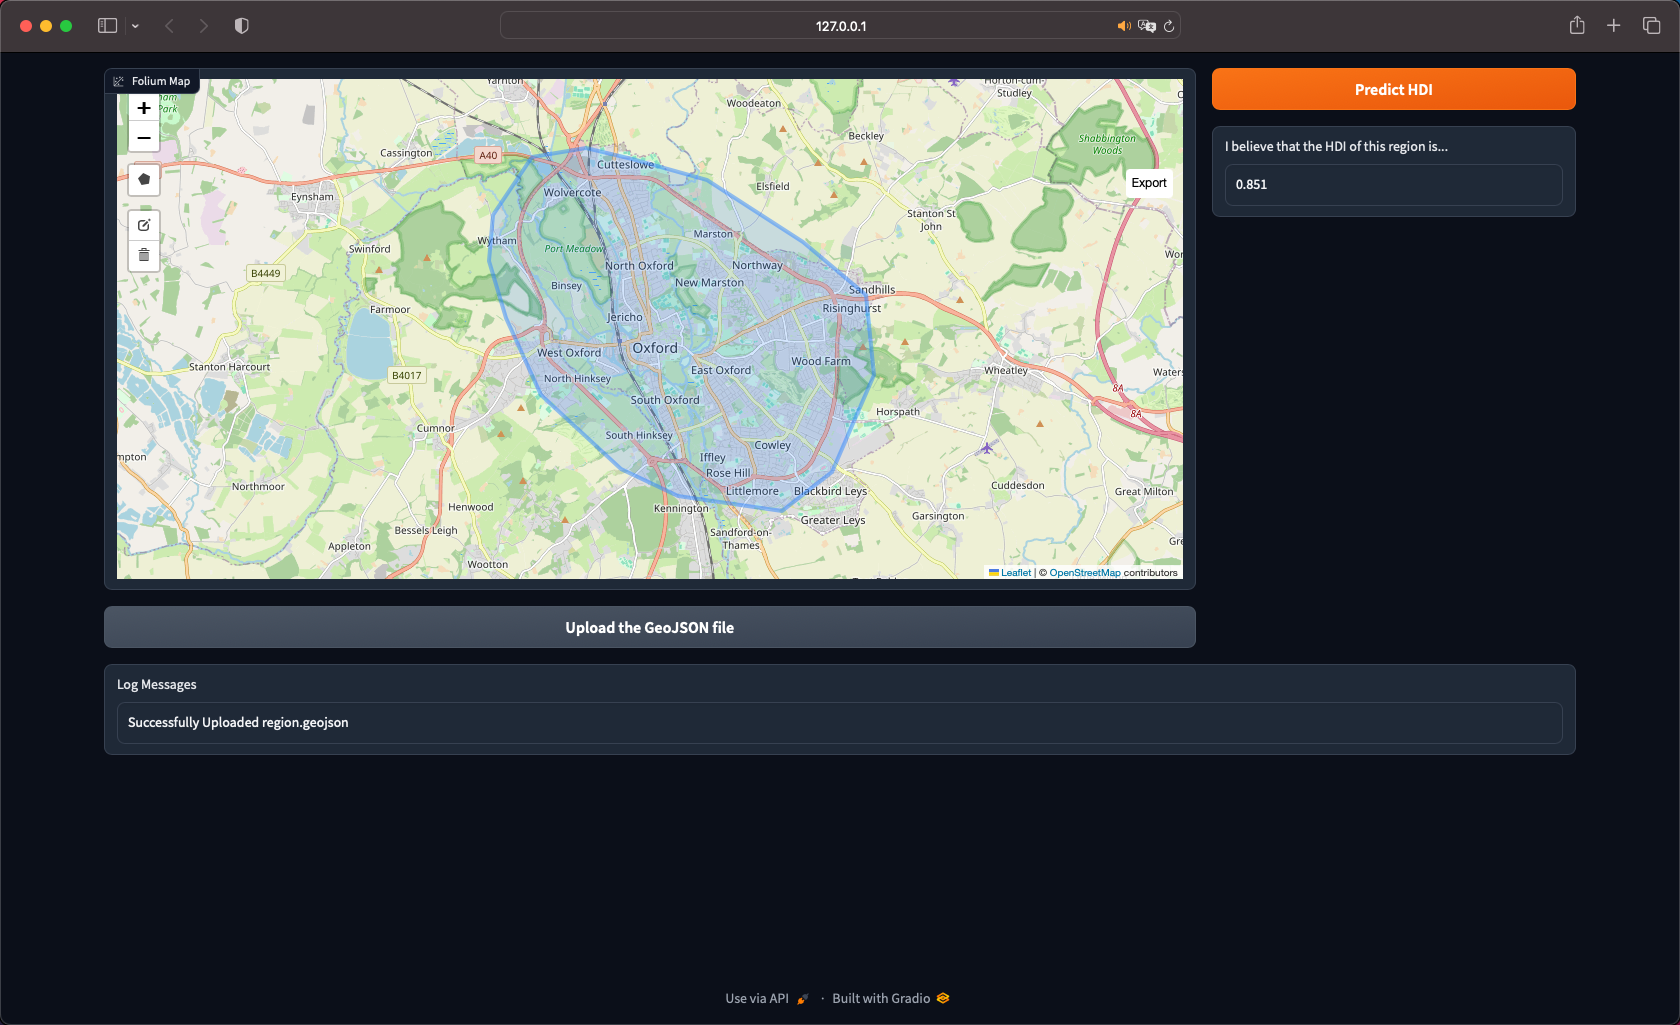 127.0.0.1
Folium Map
Predict HDI
I believe that the HDI of this region is...
0.851
+
−
Export
Yarnton
Horton-cum-
Studley
Woodeaton
Beckley
Shabbington
Woods
Cassington
A40
Cutteslowe
Wolvercote
Elsfield
Eynsham
Stanton St
John
Swinford
Wytham
Port Meadow
Marston
B4449
North Oxford
Northway
Binsey
New Marston
Sandhills
Farmoor
Jericho
Risinghurst
Oxford
West Oxford
Wood Farm
Stanton Harcourt
B4017
North Hinksey
East Oxford
Wheatley
8A
South Oxford
8A
Horspath
Cumnor
South Hinksey
Cowley
Iffley
Rose Hill
Northmoor
Littlemore
Blackbird Leys
Cuddesdon
Great Milton
Henwood
Kennington
Greater Leys
Garsington
Bessels Leigh
Sandford-on-
Thames
Appleton
Wootton
Leaflet | © OpenStreetMap contributors
Upload the GeoJSON file
Log Messages
Successfully Uploaded region.geojson
Use via API · Built with Gradio